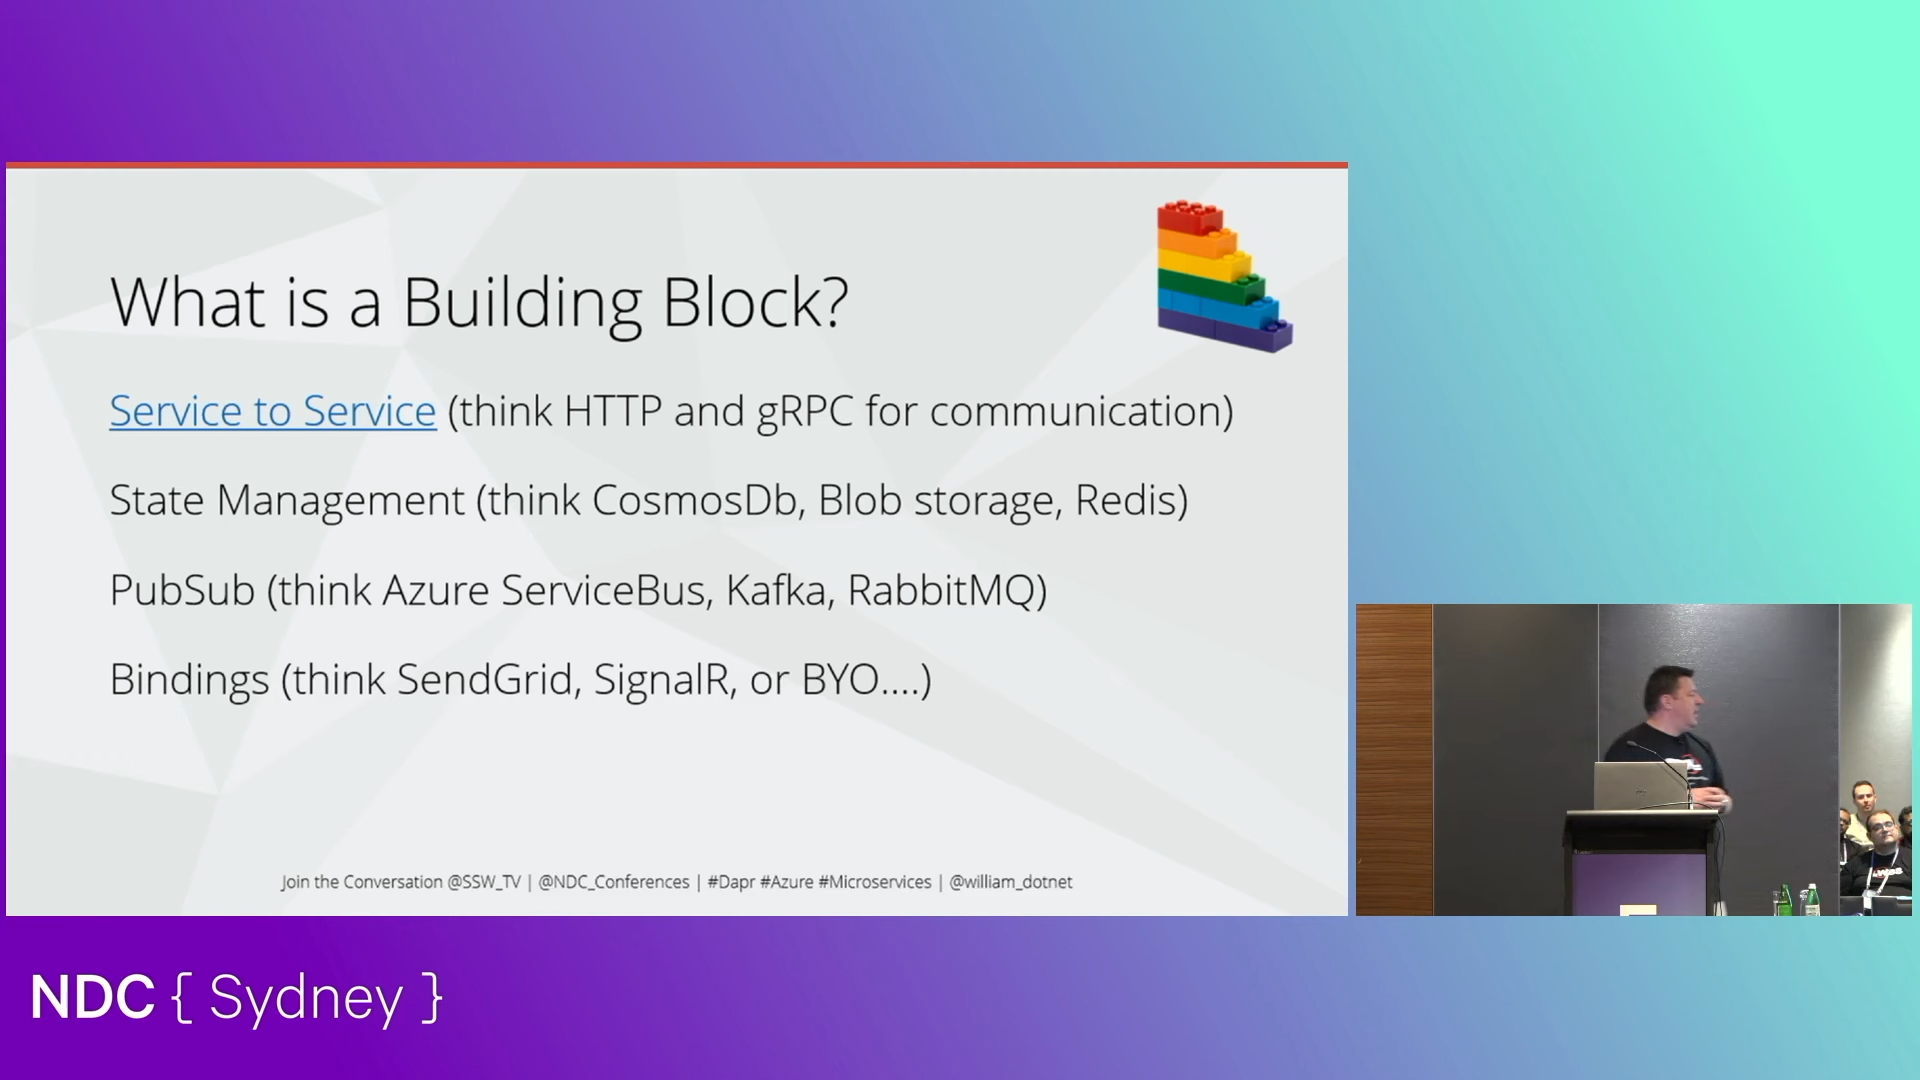 What is a Building Block?
Service to Service (think HTTP and gRPC for communication)
State Management (think CosmosDb, Blob storage, Redis)
PubSub (think Azure ServiceBus, Kafka, RabbitMQ)
Bindings (think SendGrid, SignalR, or BYO....)
Join the Conversation @SSW_TV | @NDC_Conferences | #Dapr #Azure #Microservices | @william_dotnet
NDC { Sydney }